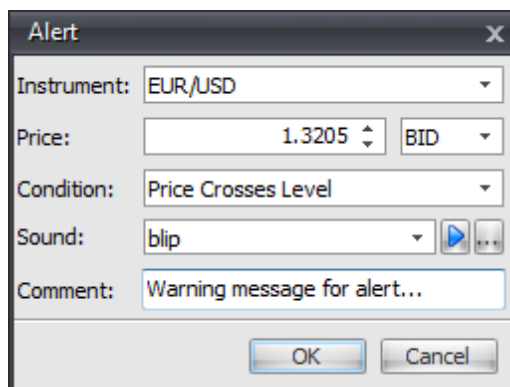 Alert
Instrument: EUR/USD
Price: 1.3205 BID
Condition: Price Crosses Level
Sound: blip ...
Comment: Warning message for alert...
OK Cancel